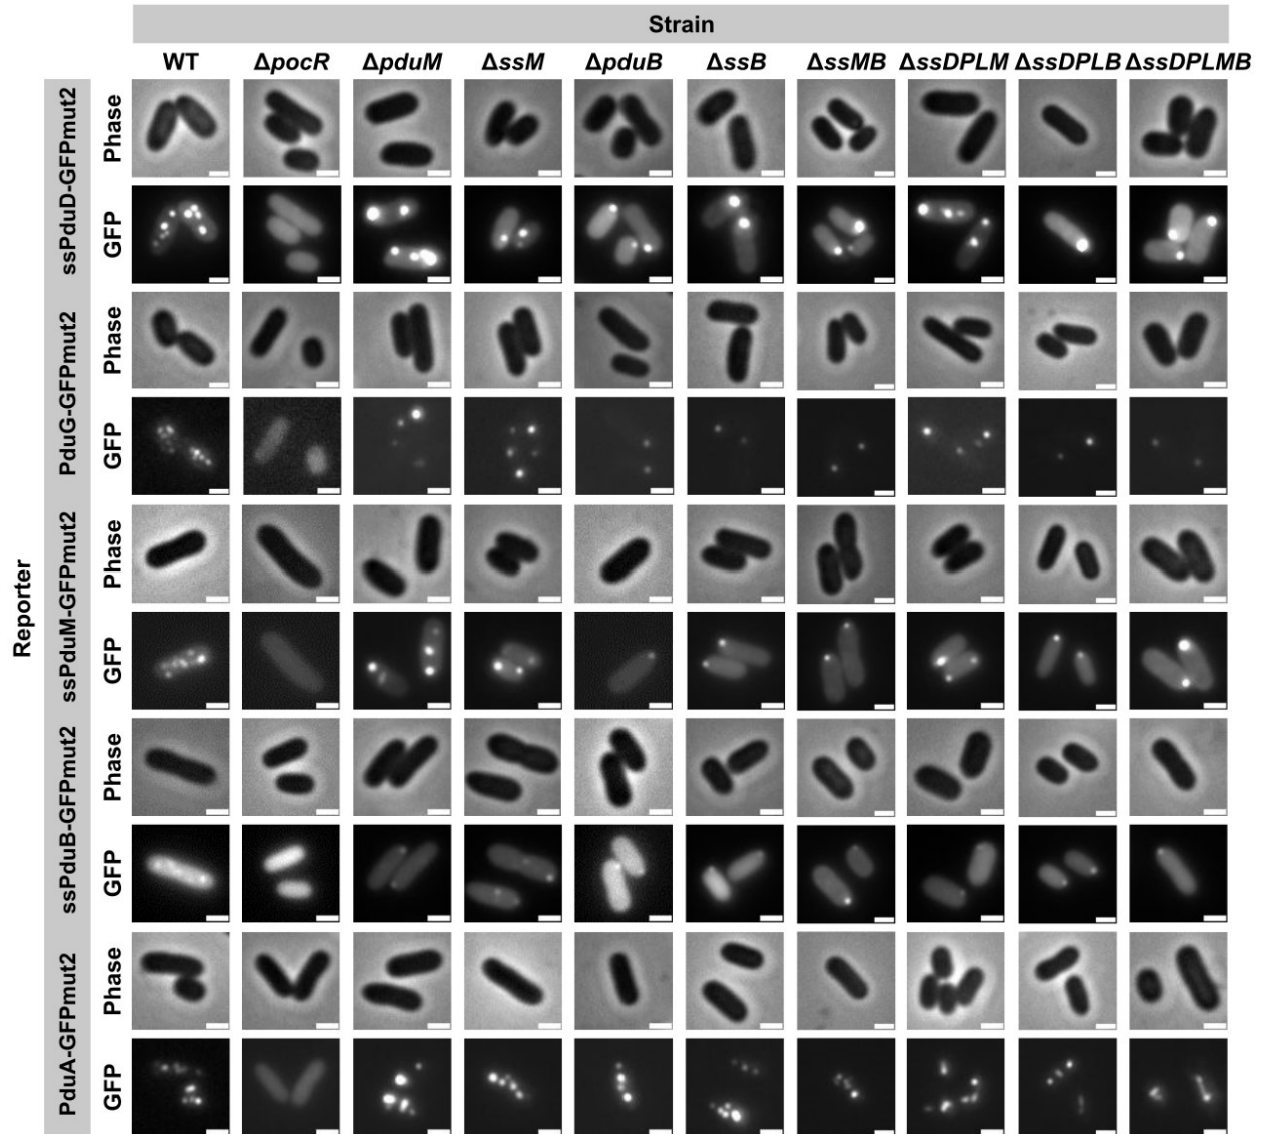 Strain
WT ΔpocR ΔpduM ΔssM ΔpduB ΔssB ΔssMB ΔssDPLM ΔssDPLB ΔssDPLMB
Reporter
ssPduD-GFPmut2
Phase
GFP
PduG-GFPmut2
Phase
GFP
ssPduM-GFPmut2
Phase
GFP
ssPduB-GFPmut2
Phase
GFP
PduA-GFPmut2
Phase
GFP